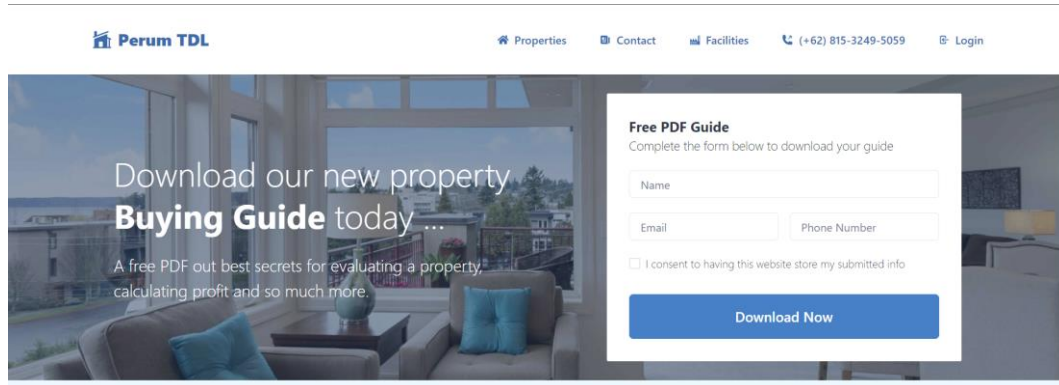 Perum TDL
Properties
Contact
Facilities
(+62) 815-3249-5059
Login
Download our new property
Buying Guide today ...
A free PDF out best secrets for evaluating a property,
calculating profit and so much more.
Free PDF Guide
Complete the form below to download your guide
Name
Email
Phone Number
I consent to having this website store my submitted info
Download Now